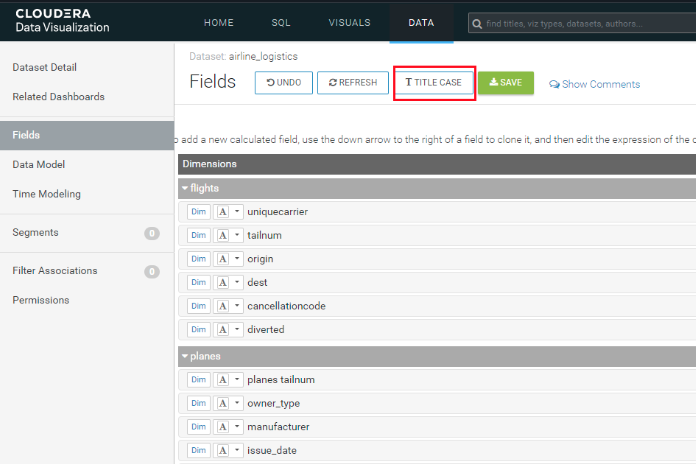 CLOUDERA
Data Visualization
HOME SQL VISUALS DATA
find titles, viz types, datasets, authors...
Dataset Detail
Related Dashboards
Fields
Data Model
Time Modeling
Segments 0
Filter Associations 0
Permissions
Dataset: airline_logistics
Fields UNDO REFRESH T TITLE CASE SAVE Show Comments
o add a new calculated field, use the down arrow to the right of a field to clone it, and then edit the expression of the c
Dimensions
flights
Dim A uniquecarrier
Dim A tailnum
Dim A origin
Dim A dest
Dim A cancellationcode
Dim A diverted
planes
Dim A planes tailnum
Dim A owner_type
Dim A manufacturer
Dim A issue_date